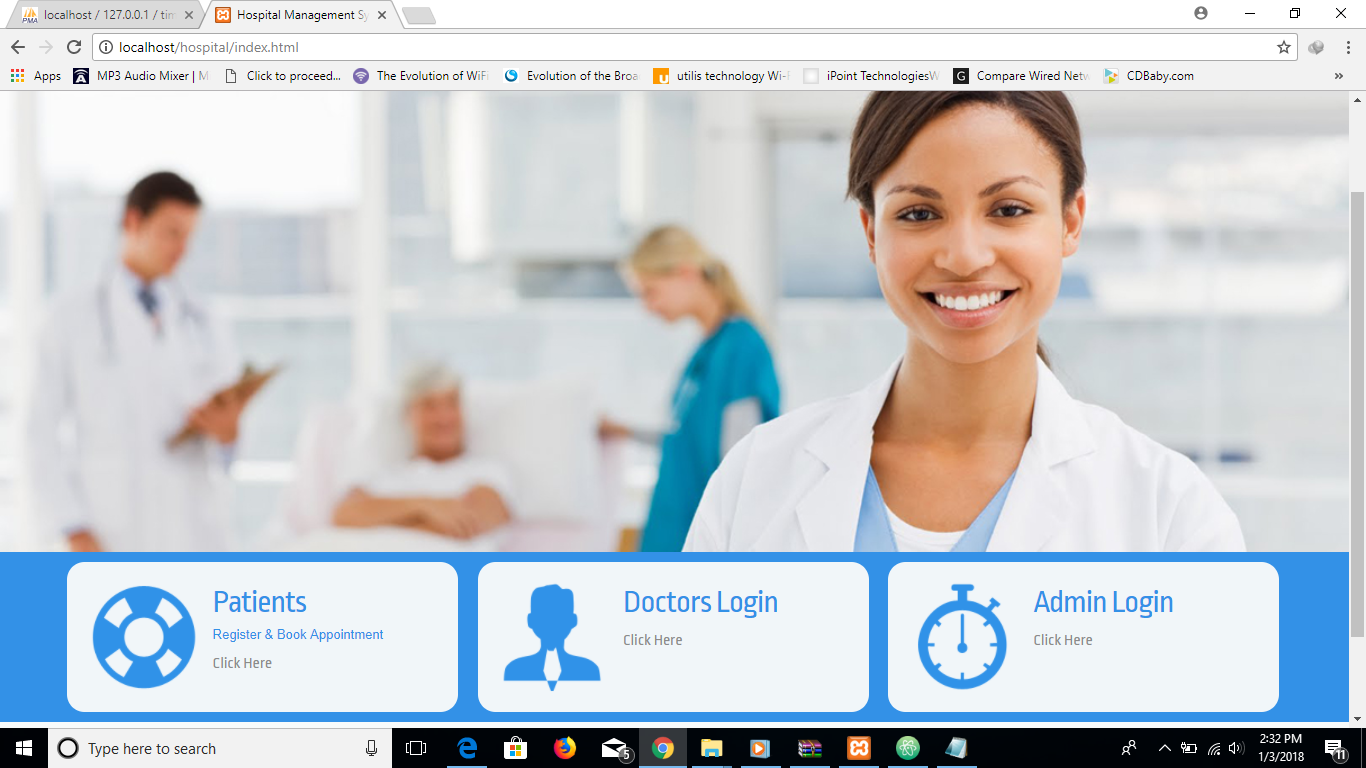 localhost / 127.0.0.1 / tim
Hospital Management Sy
localhost/hospital/index.html
Apps
MP3 Audio Mixer | M
Click to proceed...
The Evolution of WiFi
Evolution of the Broa
utilis technology Wi-F
iPoint TechnologiesW
Compare Wired Netw
CDBaby.com
»
PMA
G
Patients
Register & Book Appointment
Click Here
Doctors Login
Click Here
Admin Login
Click Here
Type here to search
5
2:32 PM
1/3/2018
11